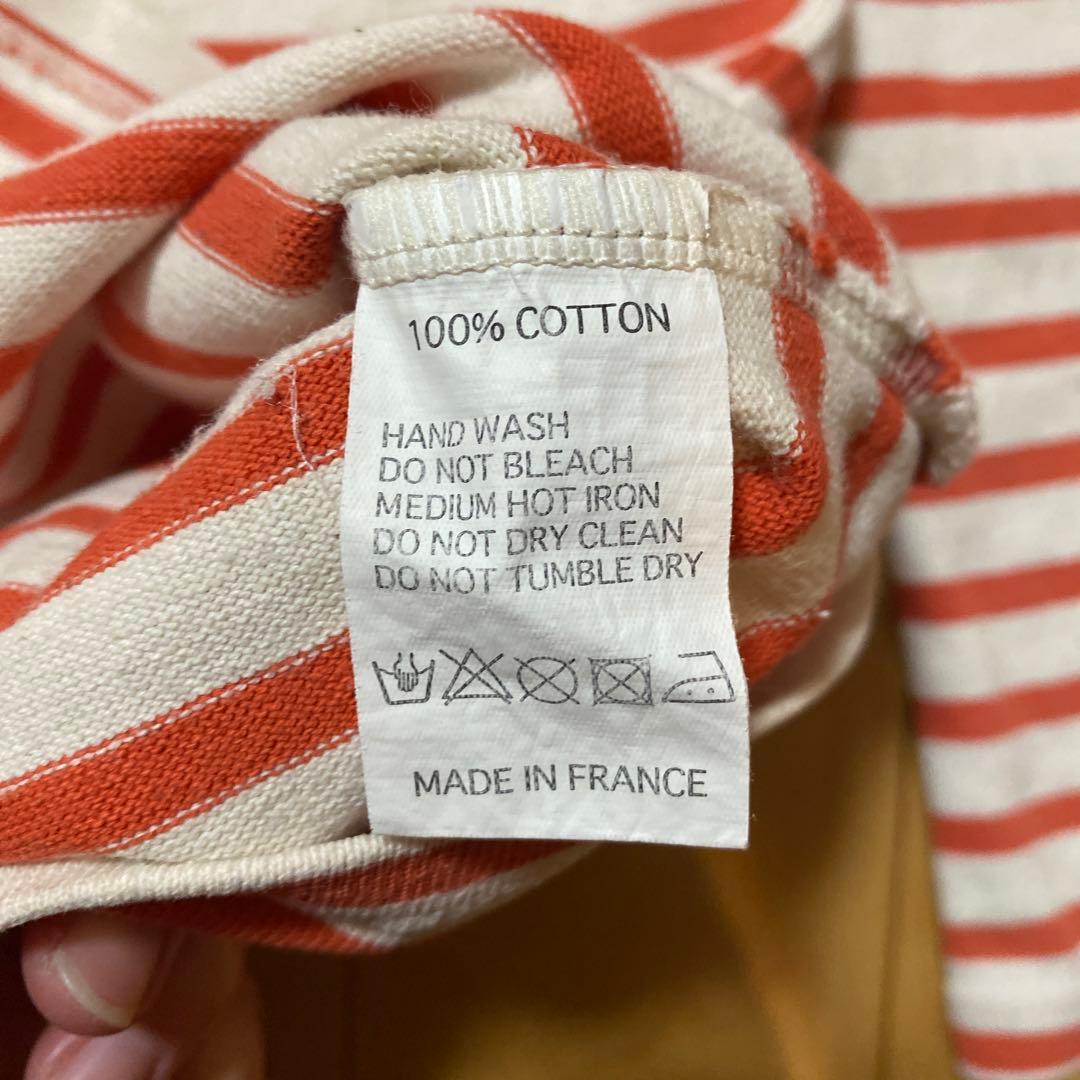 100% COTTON
HAND WASH
DO NOT BLEACH
MEDIUM HOT IRON
DO NOT DRY CLEAN
DO NOT TUMBLE DRY
MADE IN FRANCE